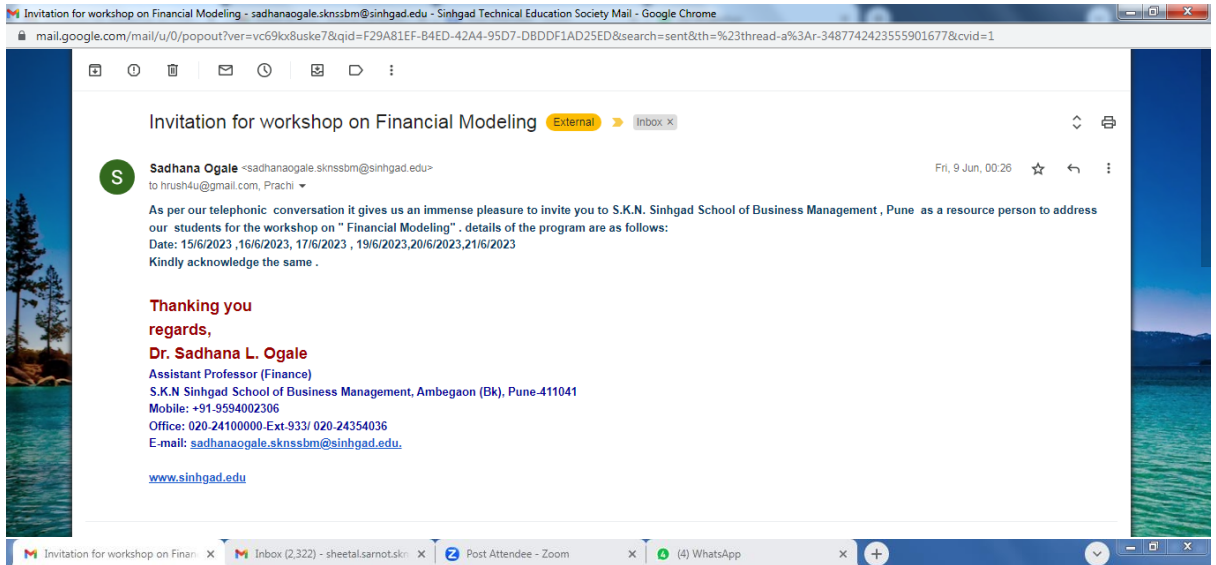 Invitation for workshop on Financial Modeling - sadhanaogale.sknssbm@sinhgad.edu - Sinhgad Technical Education Society Mail - Google Chrome
mail.google.com/mail/u/0/popout?ver=vc69kx8uske7&qid=F29A81EF-B4ED-42A4-95D7-DBDDF1AD25ED&search=sent&th=%23thread-a%3Ar-3487742423555901677&cvid=1
Invitation for workshop on Financial Modeling External Inbox x
S
Sadhana Ogale <sadhanaogale.sknssbm@sinhgad.edu> Fri, 9 Jun, 00:26
to hrush4u@gmail.com, Prachi
As per our telephonic conversation it gives us an immense pleasure to invite you to S.K.N. Sinhgad School of Business Management , Pune as a resource person to address
our students for the workshop on " Financial Modeling" . details of the program are as follows:
Date: 15/6/2023 ,16/6/2023, 17/6/2023 , 19/6/2023,20/6/2023,21/6/2023
Kindly acknowledge the same .
Thanking you
regards,
Dr. Sadhana L. Ogale
Assistant Professor (Finance)
S.K.N Sinhgad School of Business Management, Ambegaon (Bk), Pune-411041
Mobile: +91-9594002306
Office: 020-24100000-Ext-933/ 020-24354036
E-mail: sadhanaogale.sknssbm@sinhgad.edu.
www.sinhgad.edu
Invitation for workshop on Finan Inbox (2,322) - sheetal.sarnot.skn Post Attendee - Zoom 4 (4) WhatsApp